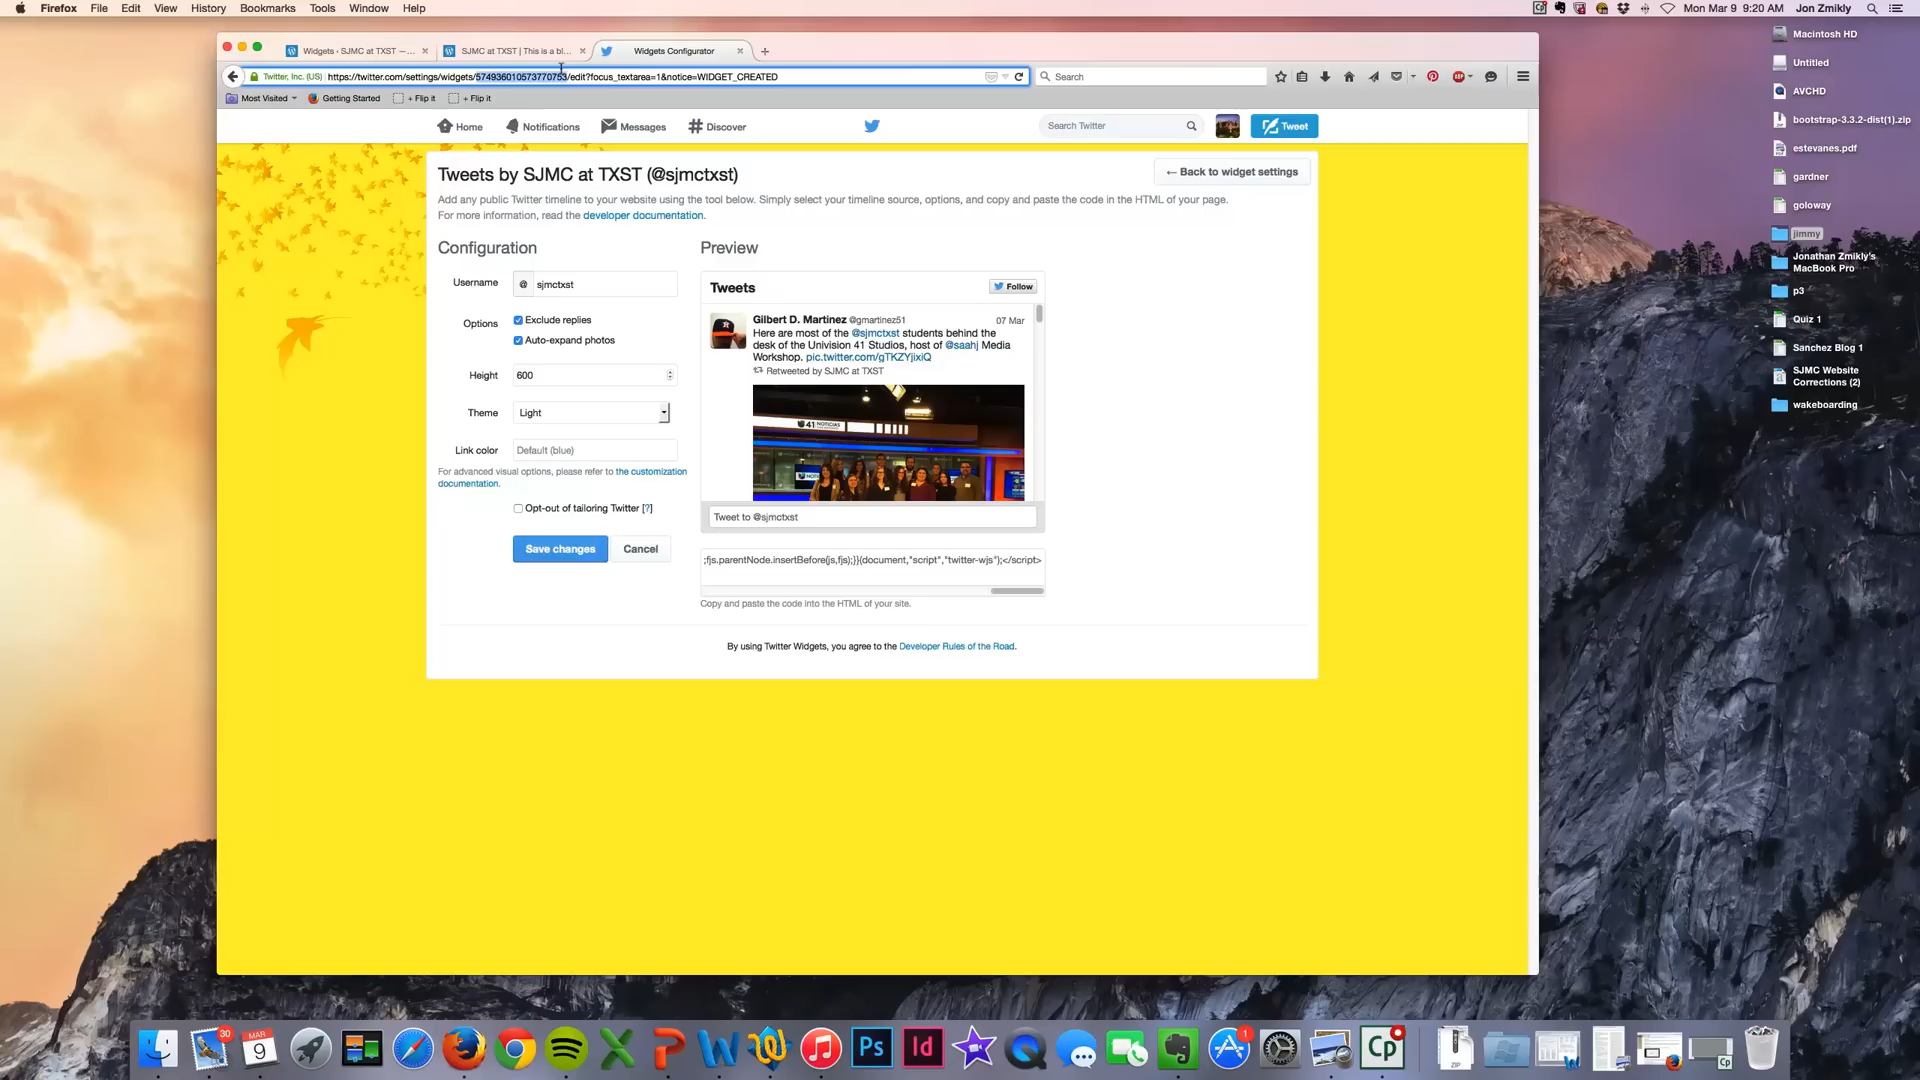 Firefox File Edit View History Bookmarks Tools Window Help
Mon Mar 9 9:20 AM Jon Zmikly
Widgets ‹ SJMC at TXST —...
SJMC at TXST | This is a bl...
Widgets Configurator
Twitter, Inc. (US) https://twitter.com/settings/widgets/574936010573770753/edit?focus_textarea=1&notice=WIDGET_CREATED
Search
Most Visited Getting Started + Flip it + Flip it
Home Notifications Messages Discover
Search Twitter
Tweet
Tweets by SJMC at TXST (@sjmctxst)
← Back to widget settings
Add any public Twitter timeline to your website using the tool below. Simply select your timeline source, options, and copy and paste the code in the HTML of your page.
For more information, read the developer documentation.
Configuration
Username @ sjmctxst
Options Exclude replies
Auto-expand photos
Height 600
Theme Light
Link color Default (blue)
For advanced visual options, please refer to the customization
documentation.
Opt-out of tailoring Twitter [?]
Save changes Cancel
Preview
Tweets
Follow
Gilbert D. Martinez @gmartinez51 07 Mar
Here are most of the @sjmctxst students behind the
desk of the Univision 41 Studios, host of @saahj Media
Workshop. pic.twitter.com/gTKZYjixiQ
Retweeted by SJMC at TXST
41 NOTICIAS
Tweet to @sjmctxst
;fjs.parentNode.insertBefore(js,fjs);}}(document,"script","twitter-wjs");</script>
Copy and paste the code into the HTML of your site.
By using Twitter Widgets, you agree to the Developer Rules of the Road.
Macintosh HD
Untitled
AVCHD
bootstrap-3.3.2-dist(1).zip
estevanes.pdf
gardner
goloway
jimmy
Jonathan Zmikly's
MacBook Pro
p3
Quiz 1
Sanchez Blog 1
SJMC Website
Corrections (2)
wakeboarding
30
MAR
9
Ps
Id
1
Cp
ZIP